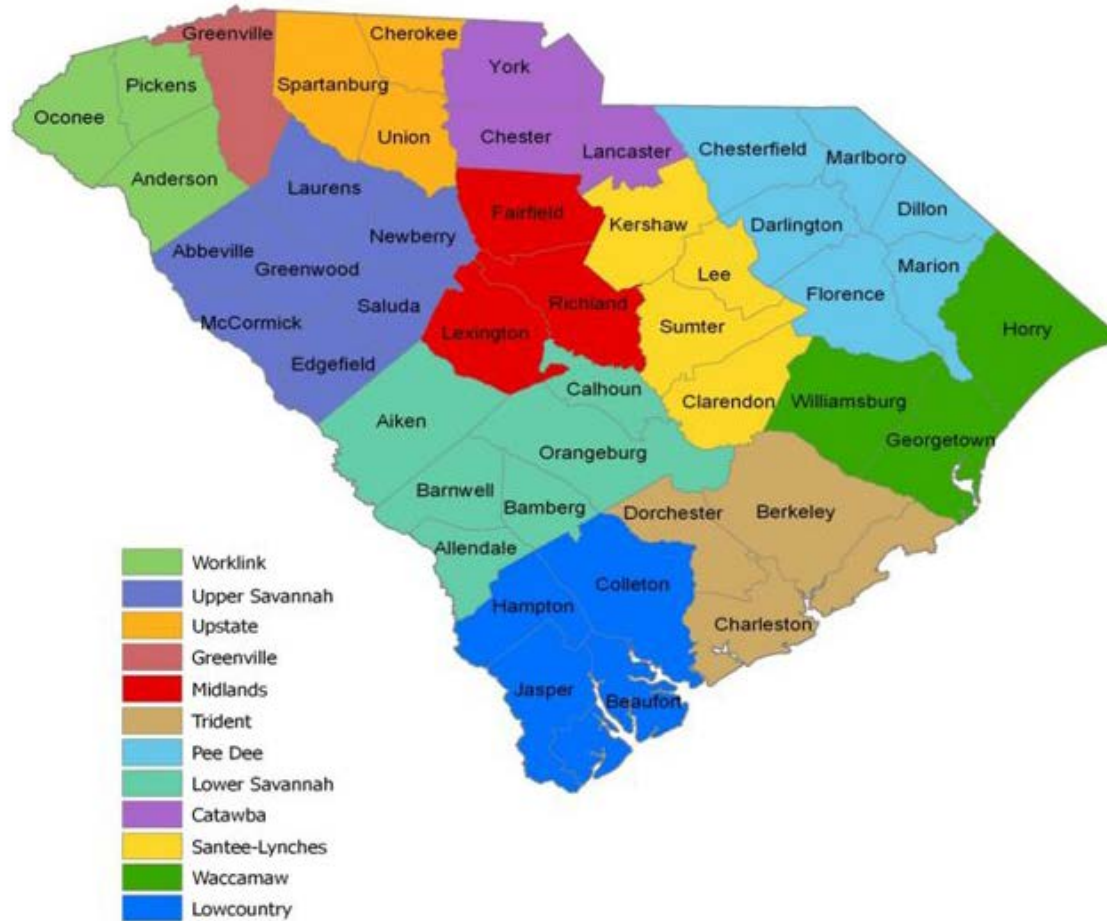 Greenville
Cherokee
Pickens
York
Oconee
Spartanburg
Union
Chester
Lancaster
Chesterfield
Marlboro
Anderson
Laurens
Dillon
Fairfield
Kershaw
Darlington
Newberry
Abbeville
Greenwood
Lee
Marion
Saluda
Richland
Florence
McCormick
Lexington
Sumter
Horry
Edgefield
Calhoun
Clarendon
Williamsburg
Aiken
Georgetown
Orangeburg
Barnwell
Bamberg
Dorchester
Berkeley
Allendale
Colleton
Hampton
Charleston
Jasper
Beaufort
Worklink
Upper Savannah
Upstate
Greenville
Midlands
Trident
Pee Dee
Lower Savannah
Catawba
Santee-Lynches
Waccamaw
Lowcountry